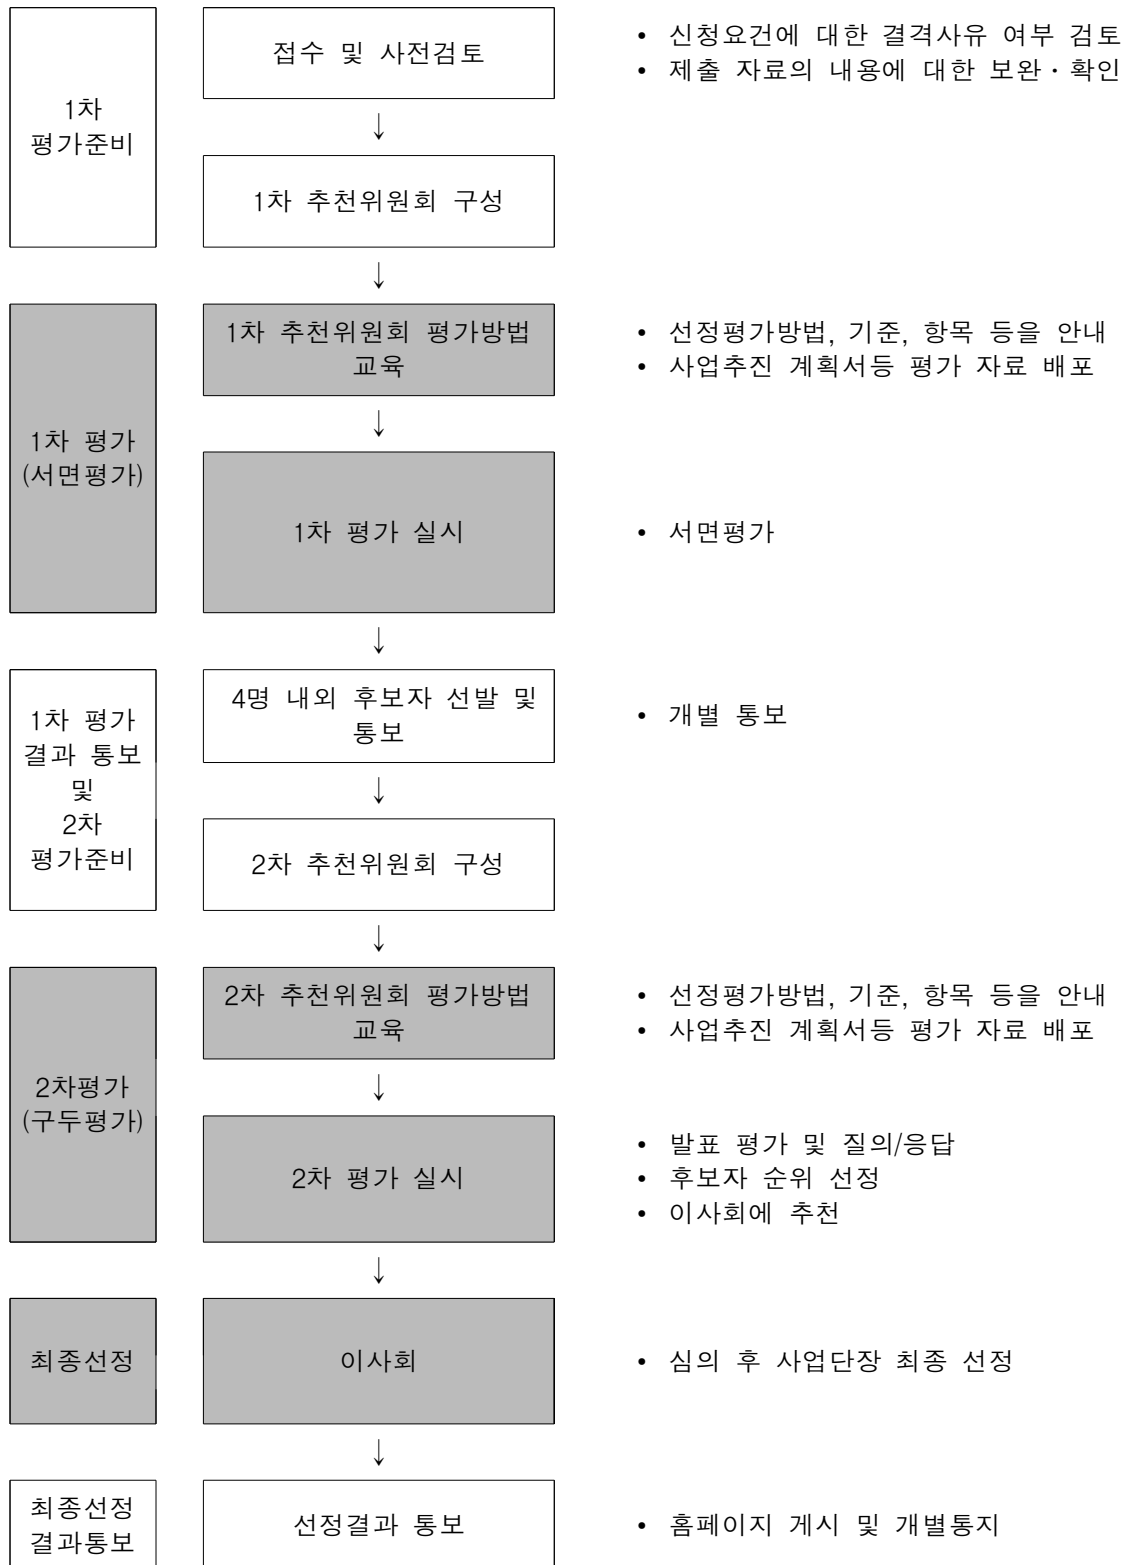 1차
평가준비
접수 및 사전검토
• 신청요건에 대한 결격사유 여부 검토
• 제출 자료의 내용에 대한 보완·확인
↓
1차 추천위원회 구성
↓
1차 평가
(서면평가)
1차 추천위원회 평가방법
교육
• 선정평가방법, 기준, 항목 등을 안내
• 사업추진 계획서등 평가 자료 배포
↓
1차 평가 실시
• 서면평가
↓
1차 평가
결과 통보
및
2차
평가준비
4명 내외 후보자 선발 및
통보
• 개별 통보
↓
2차 추천위원회 구성
↓
2차평가
(구두평가)
2차 추천위원회 평가방법
교육
• 선정평가방법, 기준, 항목 등을 안내
• 사업추진 계획서등 평가 자료 배포
↓
2차 평가 실시
• 발표 평가 및 질의/응답
• 후보자 순위 선정
• 이사회에 추천
↓
최종선정
이사회
• 심의 후 사업단장 최종 선정
↓
최종선정
결과통보
선정결과 통보
• 홈페이지 게시 및 개별통지